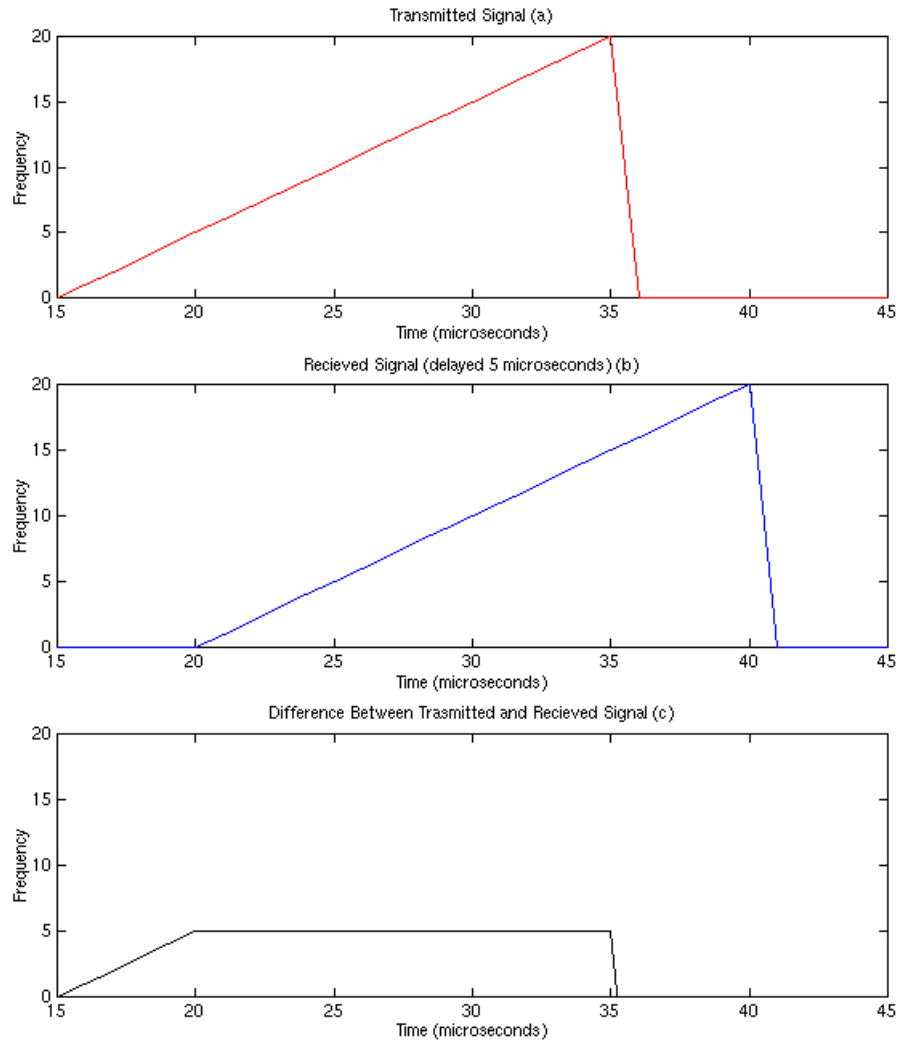 Transmitted Signal (a)
20
15
10
5
0
Frequency
15 20 25 30 35 40 45
Time (microseconds)
Recieved Signal (delayed 5 microseconds) (b)
20
15
10
5
0
Frequency
15 20 25 30 35 40 45
Time (microseconds)
Difference Between Trasmitted and Recieved Signal (c)
20
15
10
5
0
Frequency
15 20 25 30 35 40 45
Time (microseconds)